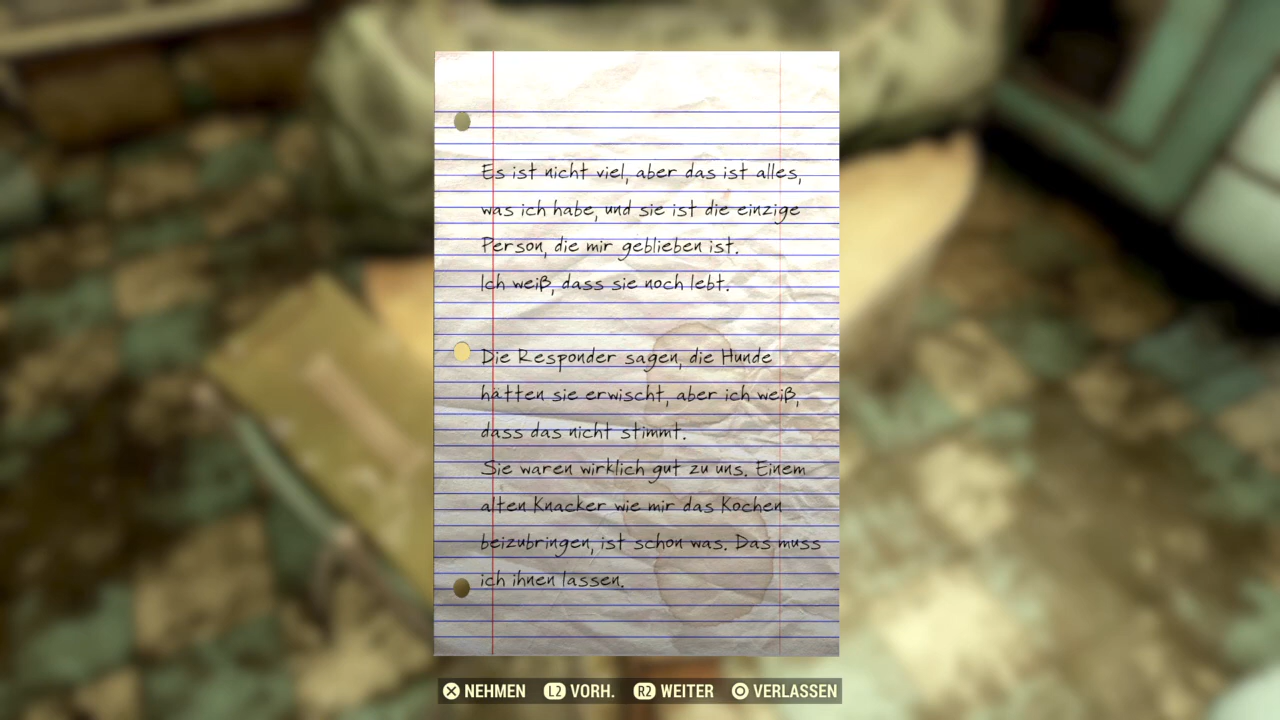 Es ist nicht viel, aber das ist alles,
was ich habe, und sie ist die einzige
Person, die mir geblieben ist.
Ich weiß, dass sie noch lebt.
Die Responder sagen, die Hunde
hätten sie erwischt, aber ich weiß,
dass das nicht stimmt.
Sie waren wirklich gut zu uns. Einem
alten Knacker wie mir das Kochen
beizubringen, ist schon was. Das muss
ich ihnen lassen.
NEHMEN L2 VORH. R2 WEITER VERLASSEN